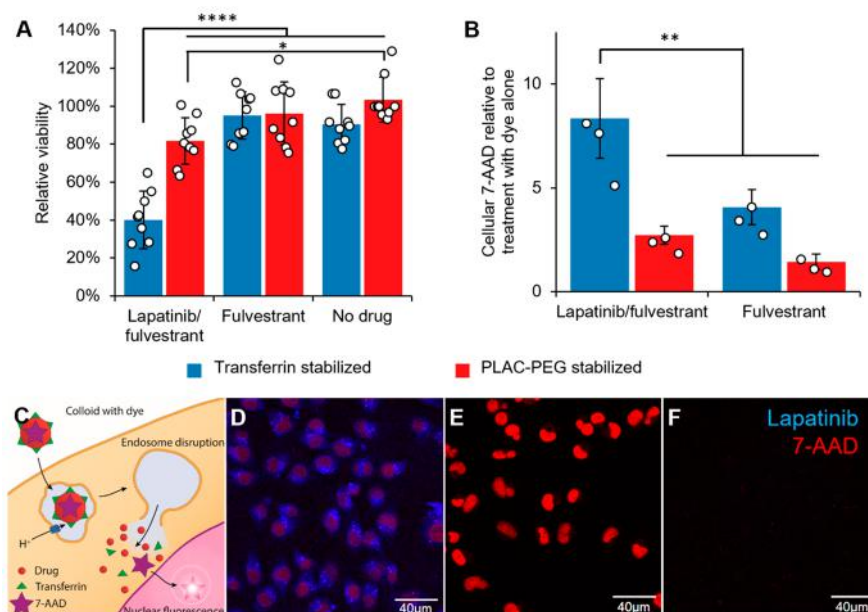 A
****
*
Relative viability
140%
120%
100%
80%
60%
40%
20%
0%
Lapatinib/
fulvestrant
Fulvestrant
No drug
B
**
Cellular 7-AAD relative to
treatment with dye alone
10
5
0
Lapatinib/fulvestrant
Fulvestrant
Transferrin stabilized
PLAC-PEG stabilized
C
Colloid with dye
Endosome disruption
H+
Drug
Transferrin
7-AAD
Nuclear fluorescence
D
40µm
E
40µm
F
Lapatinib
7-AAD
40µm